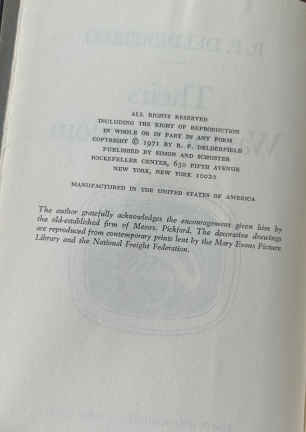 ALL RIGHTS RESERVED
INCLUDING THE RIGHT OF REPRODUCTION
IN WHOLE OR IN PART IN ANY FORM
COPYRIGHT © 1971 BY R. F. DELDERFIELD
PUBLISHED BY SIMON AND SCHUSTER
ROCKEFELLER CENTER, 630 FIFTH AVENUE
NEW YORK, NEW YORK 10020
MANUFACTURED IN THE UNITED STATES OF AMERICA
The author gratefully acknowledges the encouragement given him by
the old-established firm of Messrs. Pickford. The decorative drawings
are reproduced from contemporary prints lent by the Mary Evans Picture
Library and the National Freight Federation.